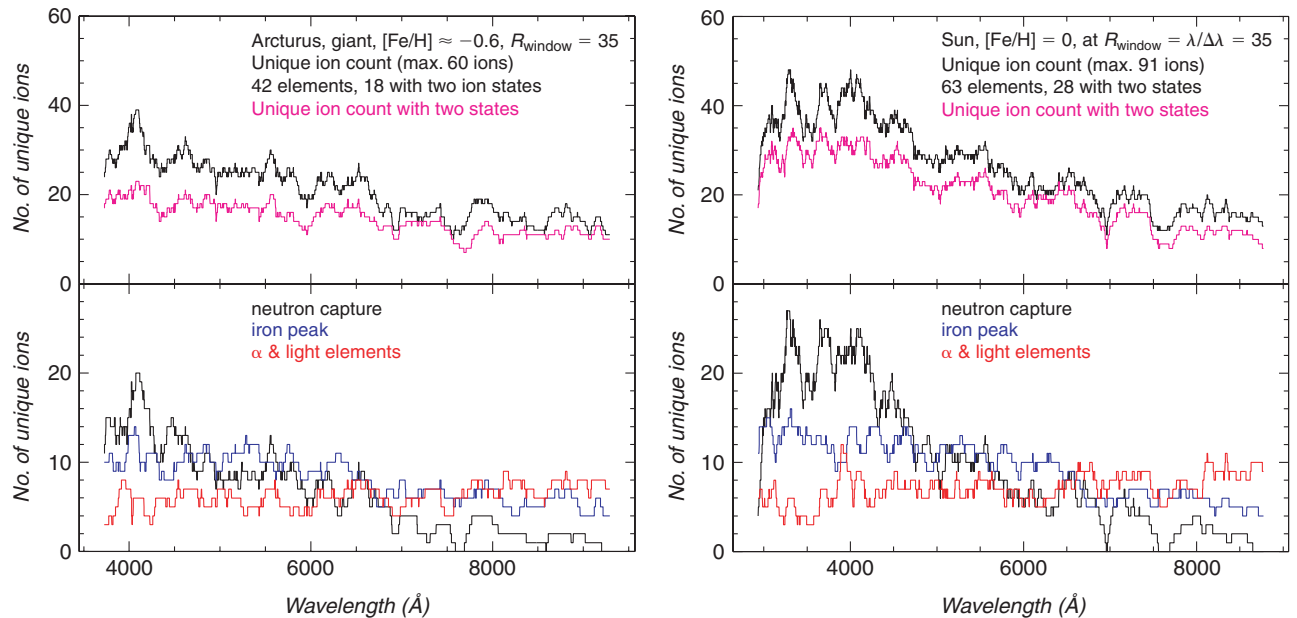 60
40
20
0
No. of unique ions
Arcturus, giant, [Fe/H] ≈ −0.6, R_window = 35
Unique ion count (max. 60 ions)
42 elements, 18 with two ion states
Unique ion count with two states
20
10
0
No. of unique ions
neutron capture
iron peak
α & light elements
4000 6000 8000
Wavelength (Å)
60
40
20
0
No. of unique ions
Sun, [Fe/H] = 0, at R_window = λ/Δλ = 35
Unique ion count (max. 91 ions)
63 elements, 28 with two states
Unique ion count with two states
20
10
0
No. of unique ions
neutron capture
iron peak
α & light elements
4000 6000 8000
Wavelength (Å)